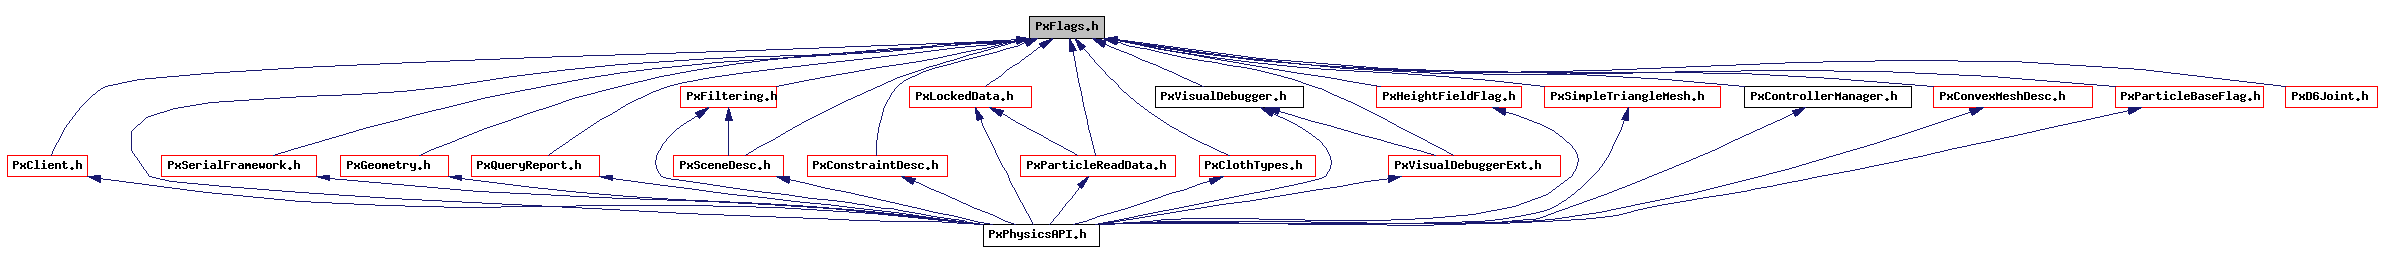 PxFlags.h
PxFiltering.h
PxLockedData.h
PxVisualDebugger.h
PxHeightFieldFlag.h
PxSimpleTriangleMesh.h
PxControllerManager.h
PxConvexMeshDesc.h
PxParticleBaseFlag.h
PxD6Joint.h
PxClient.h
PxSerialFramework.h
PxGeometry.h
PxQueryReport.h
PxSceneDesc.h
PxConstraintDesc.h
PxParticleReadData.h
PxClothTypes.h
PxVisualDebuggerExt.h
PxPhysicsAPI.h